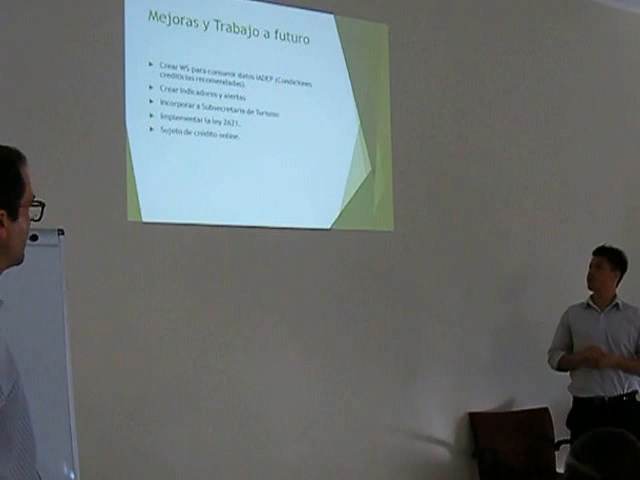 Mejoras y Trabajo a futuro
Crear WS para consumir datos IADEP (Condiciones
crediticias recomendadas).
Crear Indicadores y alertas
Incorporar a Subsecretaría de Turismo
Implementar la ley 2621.
Sujeto de crédito online.